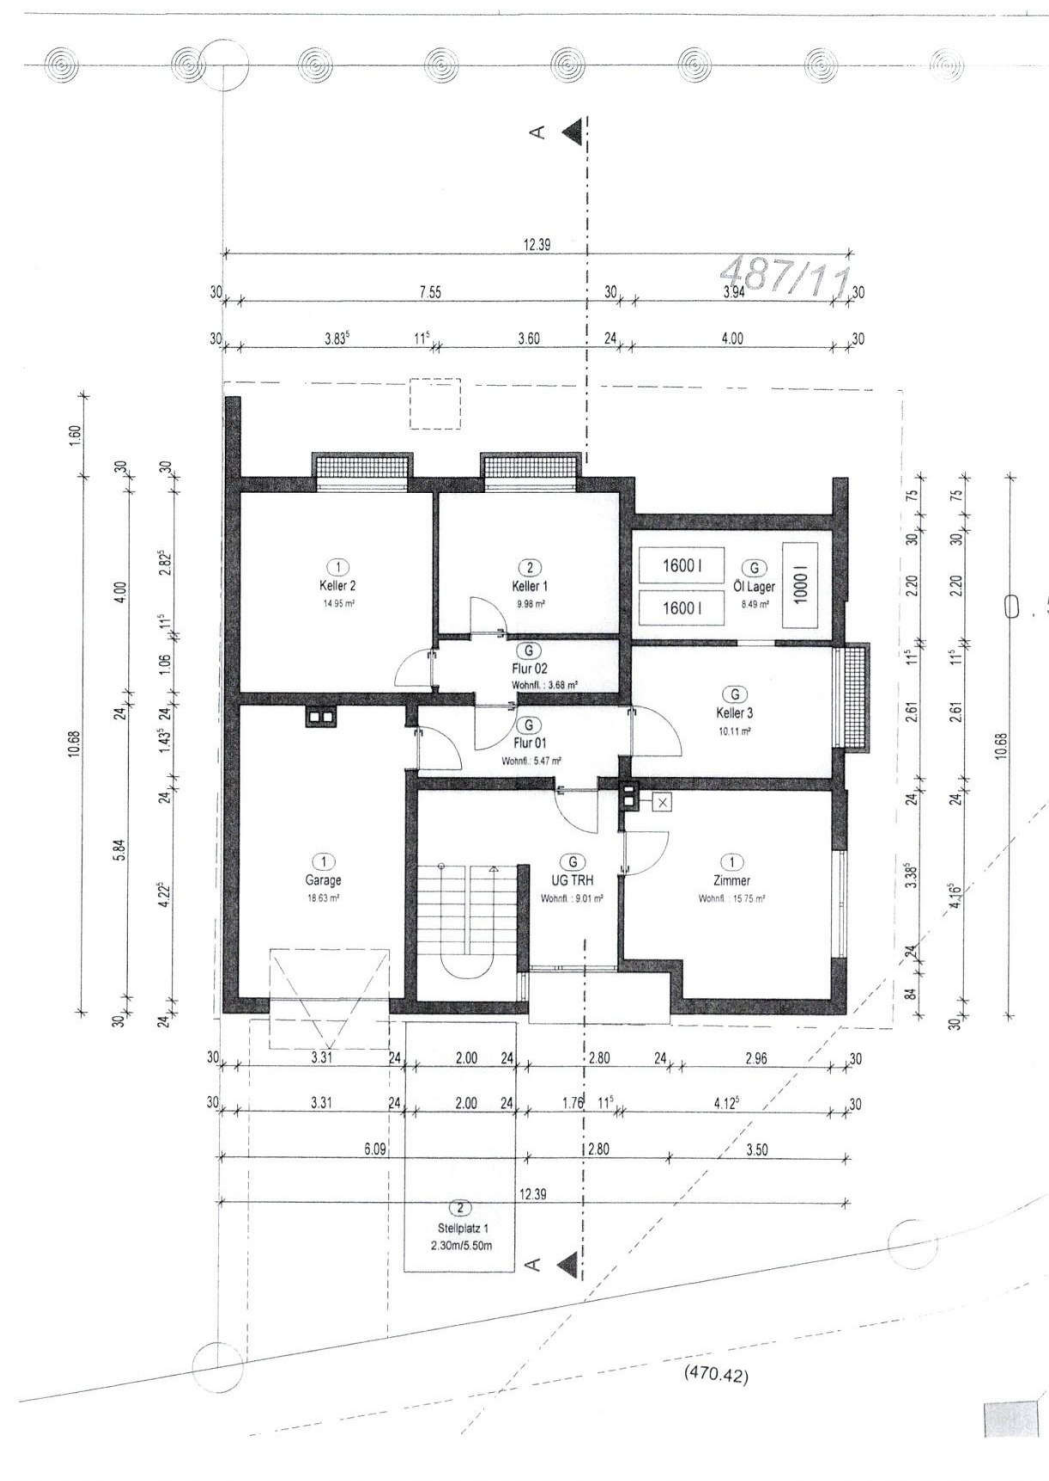 A
12.39
487/11
30 7.55 30 3.94 30
30 3.83⁵ 11⁵ 3.60 24 4.00 30
1.60
10.68
30
4.00
24
5.84
30
30
2.82⁵
11⁵
1.06
24
1.43⁵
24
4.22⁵
24
1
Keller 2
14.95 m²
2
Keller 1
9.98 m²
1600 l
1600 l
G
Öl Lager
8.49 m²
1000 l
G
Flur 02
Wohnfl. : 3.68 m²
G
Flur 01
Wohnfl.: 5.47 m²
G
Keller 3
10.11 m²
1
Garage
18.63 m²
G
UG TRH
Wohnfl. : 9.01 m²
1
Zimmer
Wohnfl. : 15.75 m²
75
30
2.20
11⁵
2.61
24
3.38⁵
24
84
75
30
2.20
11⁵
2.61
24
4.16⁵
30
10.68
30 3.31 24 2.00 24 2.80 24 2.96 30
30 3.31 24 2.00 24 1.76 11⁵ 4.12⁵ 30
6.09 2.80 3.50
12.39
2
Stellplatz 1
2.30m/5.50m
A
(470.42)